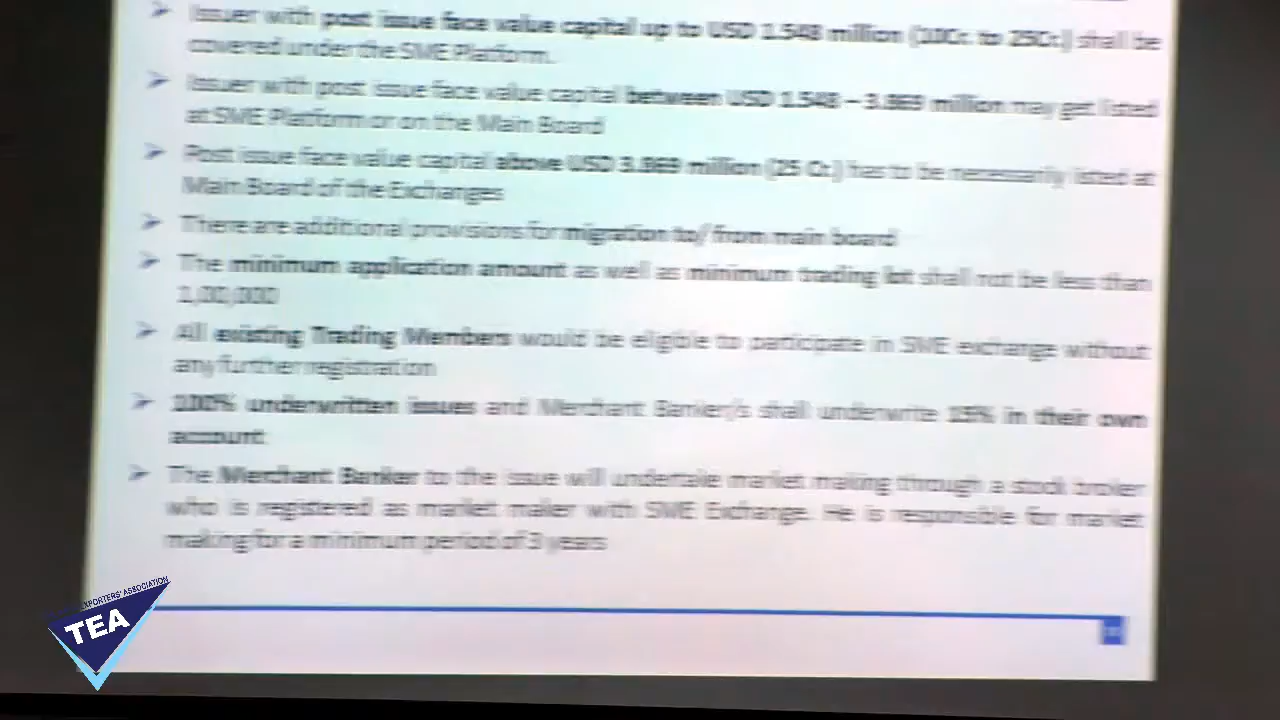 Issuer with post issue face value capital up to USD 1.548 million (10Cr. to 25Cr.) shall be
covered under the SME Platform.
Issuer with post issue face value capital between USD 1.548 – 3.869 million may get listed
at SME Platform or on the Main Board
Post issue face value capital above USD 3.869 million (25 Cr.) has to be necessarily listed at
Main Board of the Exchanges
There are additional provisions for migration to/ from main board
The minimum application amount as well as minimum trading lot shall not be less than
1,00,000
All existing Trading Members would be eligible to participate in SME exchange without
any further registration
100% underwritten issues and Merchant Banker/s shall underwrite 15% in their own
account
The Merchant Banker to the issue will undertake market making through a stock broker
who is registered as market maker with SME Exchange. He is responsible for market
making for a minimum period of 3 years
EXPORTERS' ASSOCIATION
TEA